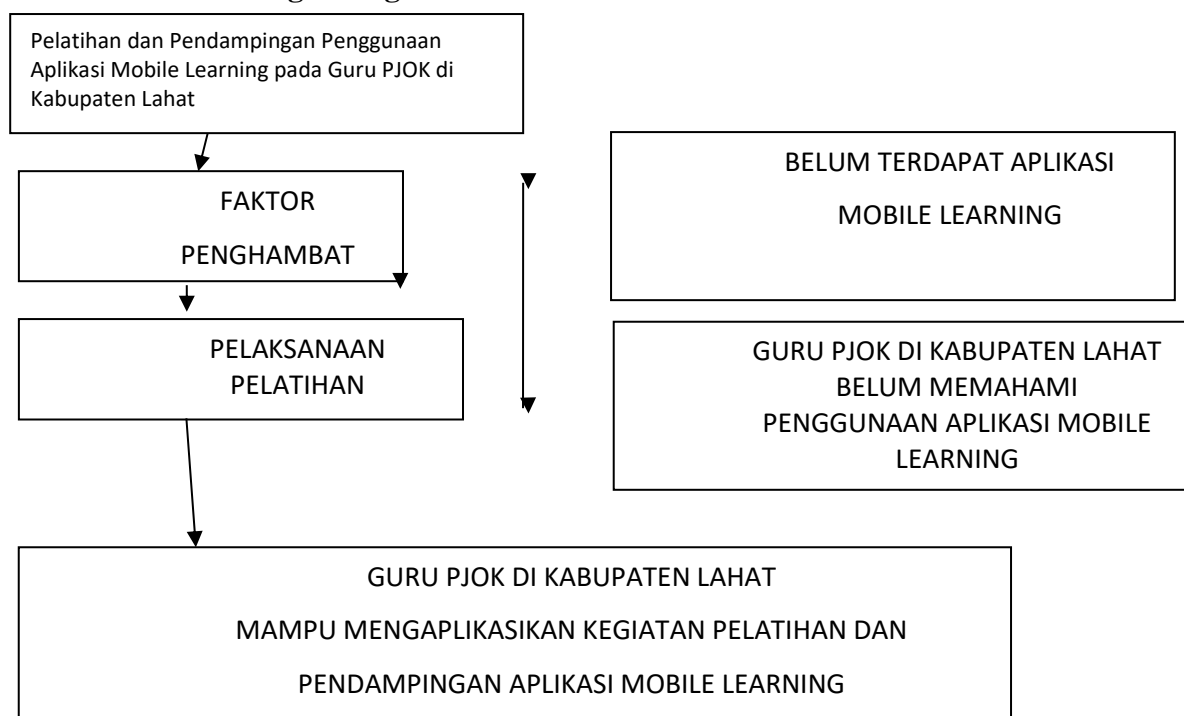 Pelatihan dan Pendampingan Penggunaan
Aplikasi Mobile Learning pada Guru PJOK di
Kabupaten Lahat
FAKTOR
PENGHAMBAT
BELUM TERDAPAT APLIKASI
MOBILE LEARNING
PELAKSANAAN
PELATIHAN
GURU PJOK DI KABUPATEN LAHAT
BELUM MEMAHAMI
PENGGUNAAN APLIKASI MOBILE
LEARNING
GURU PJOK DI KABUPATEN LAHAT
MAMPU MENGAPLIKASIKAN KEGIATAN PELATIHAN DAN
PENDAMPINGAN APLIKASI MOBILE LEARNING